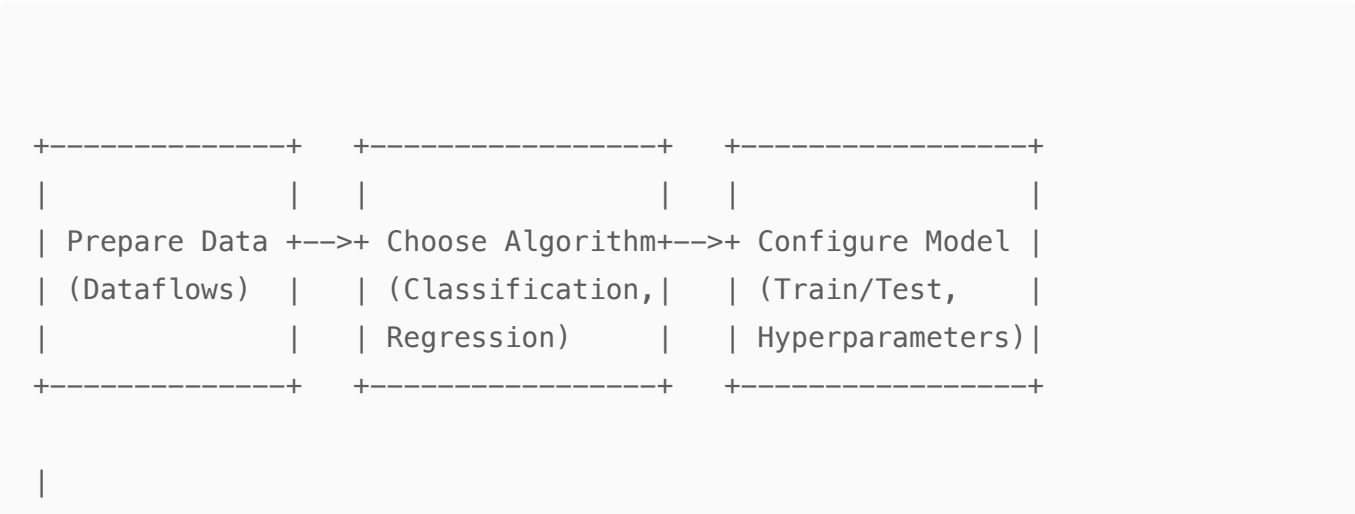 +--------------+   +-----------------+   +-----------------+
|              |   |                 |   |                 |
| Prepare Data +-->+ Choose Algorithm+-->+ Configure Model |
| (Dataflows)  |   | (Classification,|   | (Train/Test,    |
|              |   | Regression)     |   | Hyperparameters)|
+--------------+   +-----------------+   +-----------------+
|